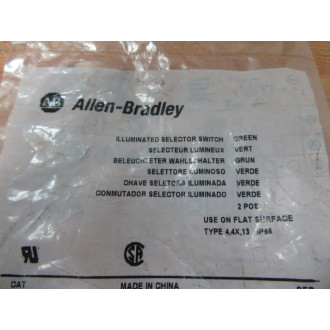 AB Allen-Bradley
ILLUMINATED SELECTOR SWITCH GREEN
SELECTEUR LUMINEUX VERT
BELEUCHTETER WAHLSCHALTER GRUN
SELETTORE LUMINOSO VERDE
CHAVE SELETORA ILUMINADA VERDE
CONMUTADOR SELECTOR ILUMINADO VERDE
2 POS
USE ON FLAT SURFACE
TYPE 4,4X,13 IP66
CAT MADE IN CHINA